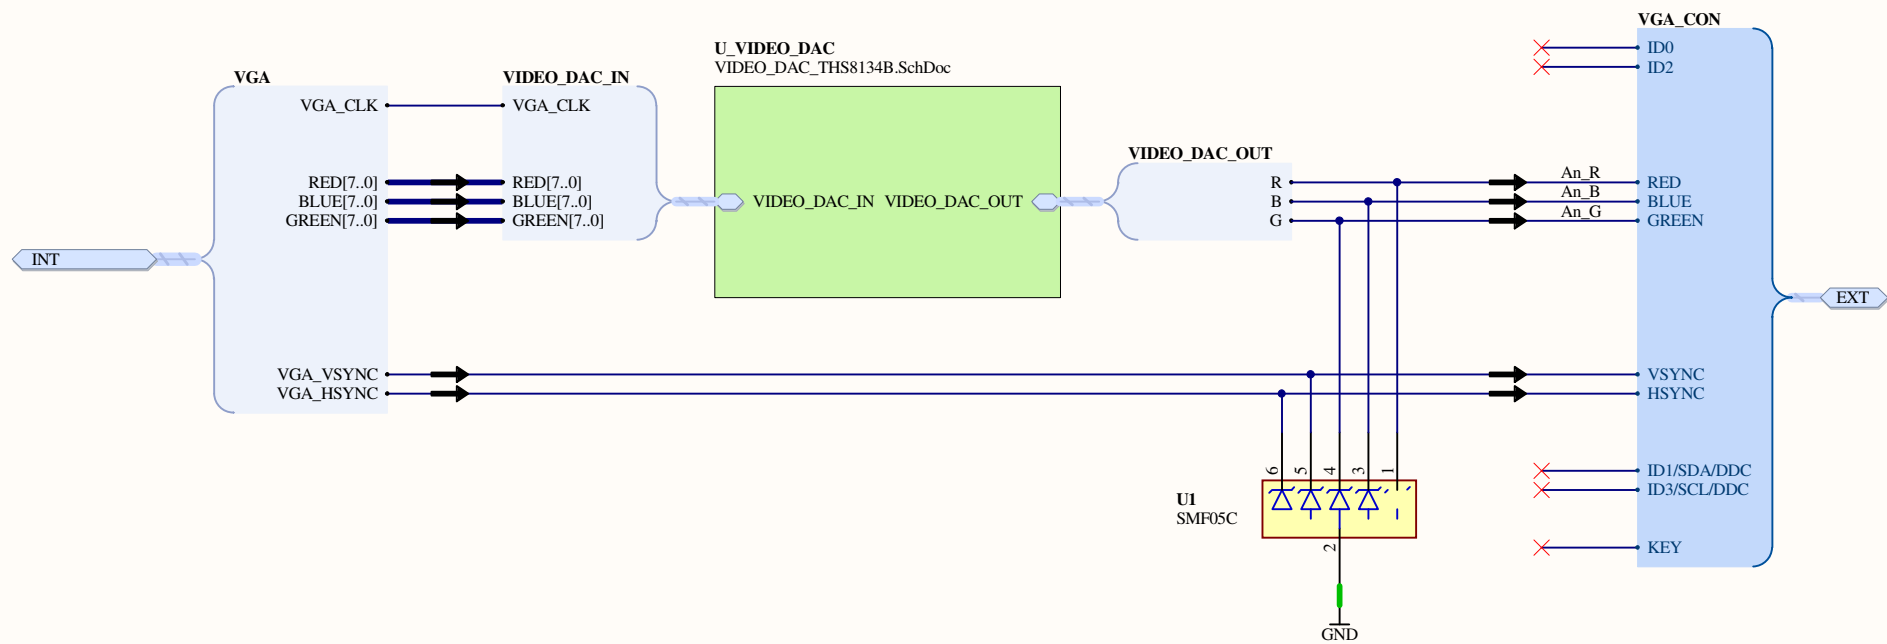 VGA_CON
U_VIDEO_DAC
VIDEO_DAC_THS8134B.SchDoc
ID0
ID2
VGA
VIDEO_DAC_IN
VGA_CLK
VGA_CLK
VIDEO_DAC_OUT
RED[7..0]
RED[7..0]
R
An_R
RED
BLUE[7..0]
BLUE[7..0]
VIDEO_DAC_IN
VIDEO_DAC_OUT
B
An_B
BLUE
GREEN[7..0]
GREEN[7..0]
G
An_G
GREEN
INT
EXT
VGA_VSYNC
VSYNC
VGA_HSYNC
HSYNC
6
5
4
3
1
ID1/SDA/DDC
ID3/SCL/DDC
U1
SMF05C
2
KEY
GND